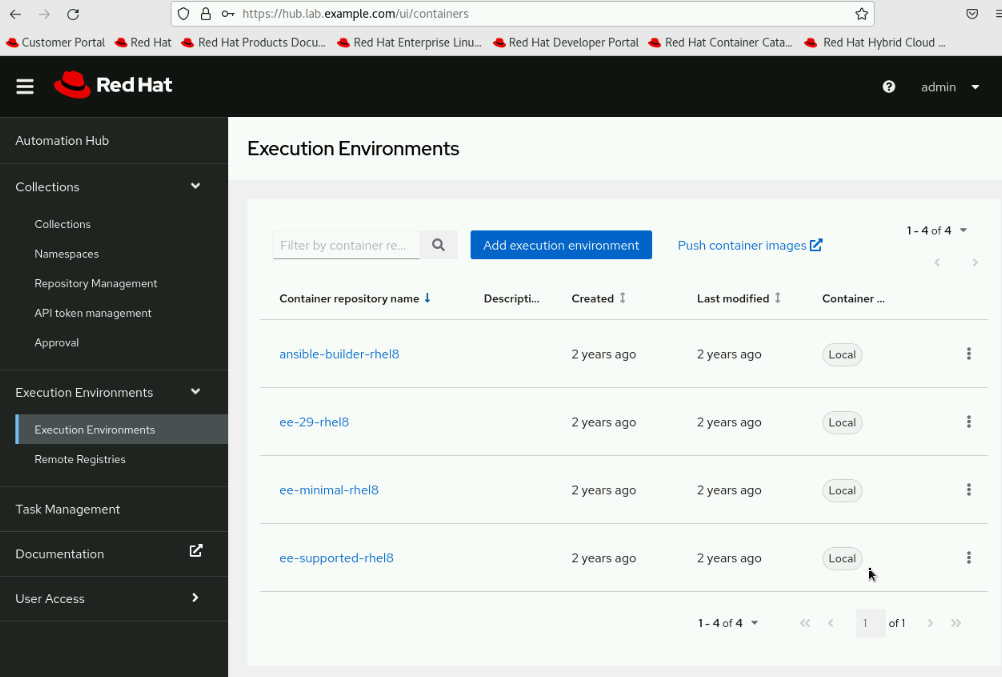 https://hub.lab.example.com/ui/containers
Customer Portal Red Hat Red Hat Products Docu... Red Hat Enterprise Linu... Red Hat Developer Portal Red Hat Container Cata... Red Hat Hybrid Cloud ...
Red Hat
admin
Automation Hub
Collections
Collections
Namespaces
Repository Management
API token management
Approval
Execution Environments
Execution Environments
Remote Registries
Task Management
Documentation
User Access
Execution Environments
Filter by container re... Add execution environment Push container images 1 - 4 of 4
Container repository name Descripti... Created Last modified Container ...
ansible-builder-rhel8 2 years ago 2 years ago Local
ee-29-rhel8 2 years ago 2 years ago Local
ee-minimal-rhel8 2 years ago 2 years ago Local
ee-supported-rhel8 2 years ago 2 years ago Local
1 - 4 of 4 1 of 1